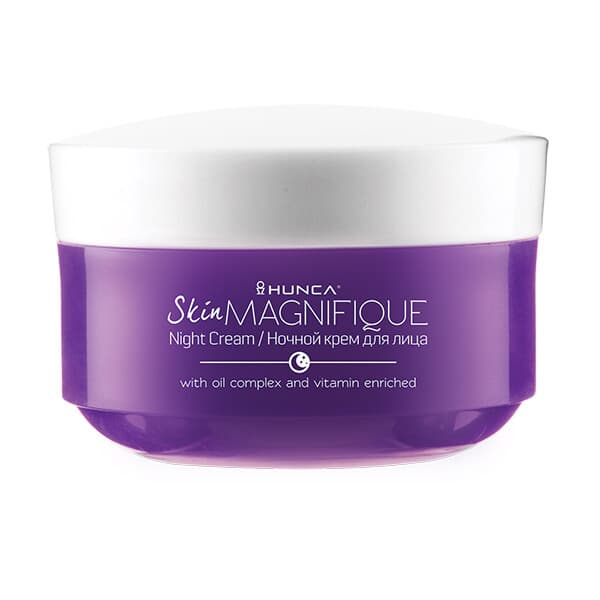 HUNCA®
Skin MAGNIFIQUE
Night Cream / Ночной крем для лица
with oil complex and vitamin enriched